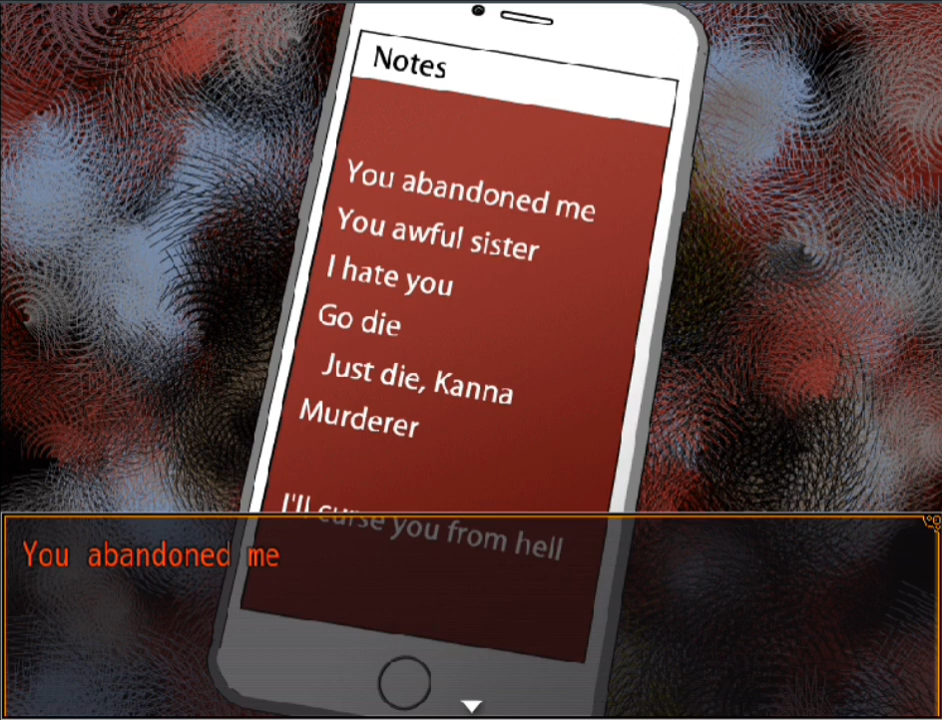 Notes
You abandoned me
You awful sister
I hate you
Go die
Just die, Kanna
Murderer
I'll curse you from hell
You abandoned me